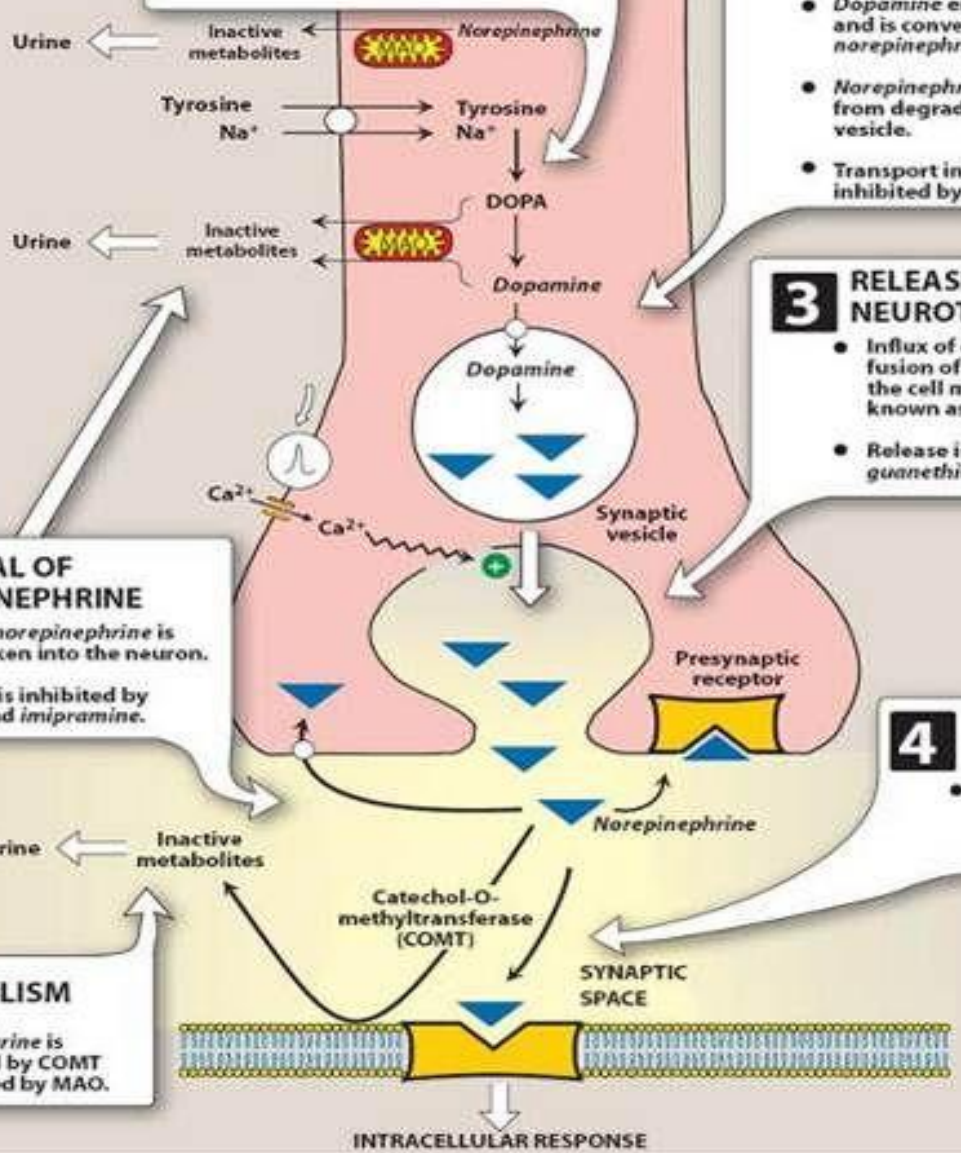 Urine
Inactive
metabolites
MAO
Norepinephrine
Tyrosine
Na⁺
Tyrosine
Na⁺
DOPA
Urine
Inactive
metabolites
MAO
Dopamine
Dopamine
Synaptic
vesicle
Ca²⁺
Ca²⁺
+
Presynaptic
receptor
Norepinephrine
Catechol-O-
methyltransferase
(COMT)
Inactive
metabolites
rine
SYNAPTIC
SPACE
INTRACELLULAR RESPONSE
Dopamine e
and is conve
norepinephr
Norepinephr
from degrad
vesicle.
Transport in
inhibited by
3
RELEAS
NEUROT
Influx of
fusion of
the cell m
known as
Release i
guanethi
4
AL OF
NEPHRINE
norepinephrine is
ken into the neuron.
is inhibited by
d imipramine.
LISM
rine is
l by COMT
ed by MAO.